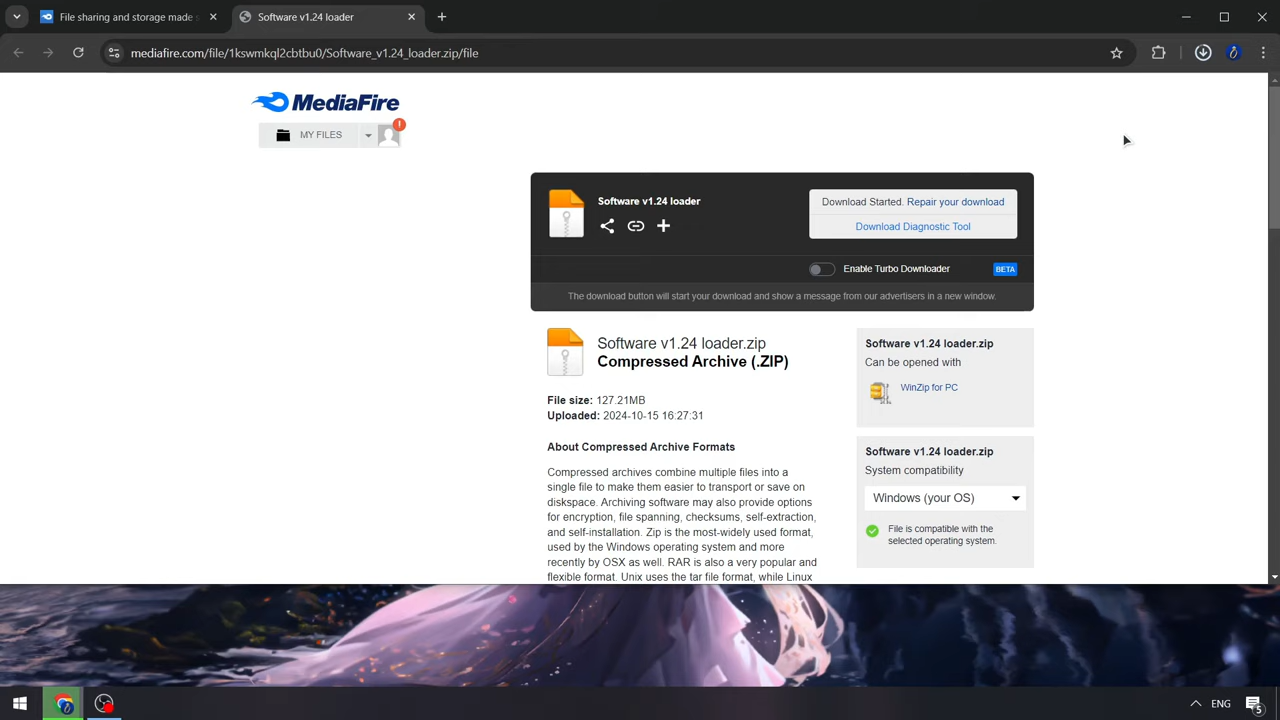 File sharing and storage made s
Software v1.24 loader
mediafire.com/file/1kswmkql2cbtbu0/Software_v1.24_loader.zip/file
MediaFire
MY FILES
!
Software v1.24 loader
Download Started. Repair your download
Download Diagnostic Tool
Enable Turbo Downloader
BETA
The download button will start your download and show a message from our advertisers in a new window.
Software v1.24 loader.zip
Compressed Archive (.ZIP)
File size: 127.21MB
Uploaded: 2024-10-15 16:27:31
About Compressed Archive Formats
Compressed archives combine multiple files into a
single file to make them easier to transport or save on
diskspace. Archiving software may also provide options
for encryption, file spanning, checksums, self-extraction,
and self-installation. Zip is the most-widely used format,
used by the Windows operating system and more
recently by OSX as well. RAR is also a very popular and
flexible format. Unix uses the tar file format, while Linux
Software v1.24 loader.zip
Can be opened with
WinZip for PC
Software v1.24 loader.zip
System compatibility
Windows (your OS)
File is compatible with the
selected operating system.
ENG
5